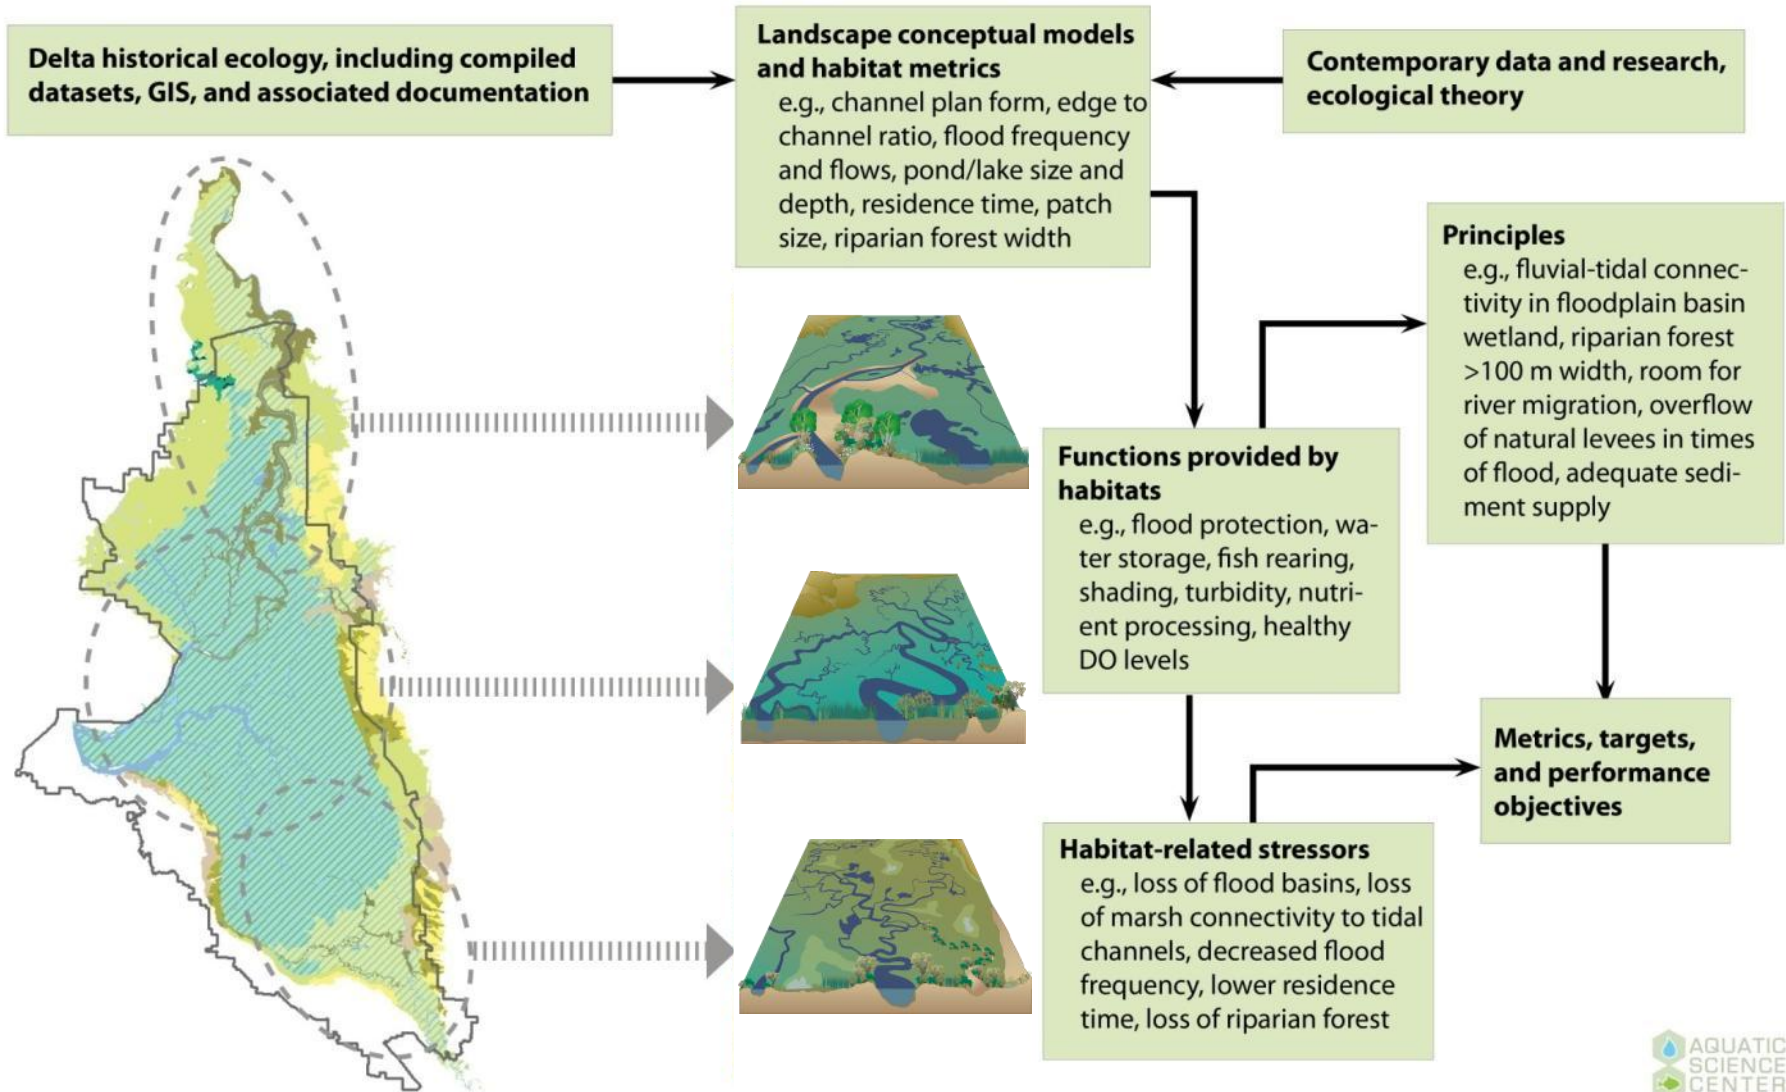 Delta historical ecology, including compiled
datasets, GIS, and associated documentation
Landscape conceptual models
and habitat metrics
e.g., channel plan form, edge to
channel ratio, flood frequency
and flows, pond/lake size and
depth, residence time, patch
size, riparian forest width
Contemporary data and research,
ecological theory
Principles
e.g., fluvial-tidal connec-
tivity in floodplain basin
wetland, riparian forest
>100 m width, room for
river migration, overflow
of natural levees in times
of flood, adequate sedi-
ment supply
Functions provided by
habitats
e.g., flood protection, wa-
ter storage, fish rearing,
shading, turbidity, nutri-
ent processing, healthy
DO levels
Metrics, targets,
and performance
objectives
Habitat-related stressors
e.g., loss of flood basins, loss
of marsh connectivity to tidal
channels, decreased flood
frequency, lower residence
time, loss of riparian forest
AQUATIC
SCIENCE
CENTER